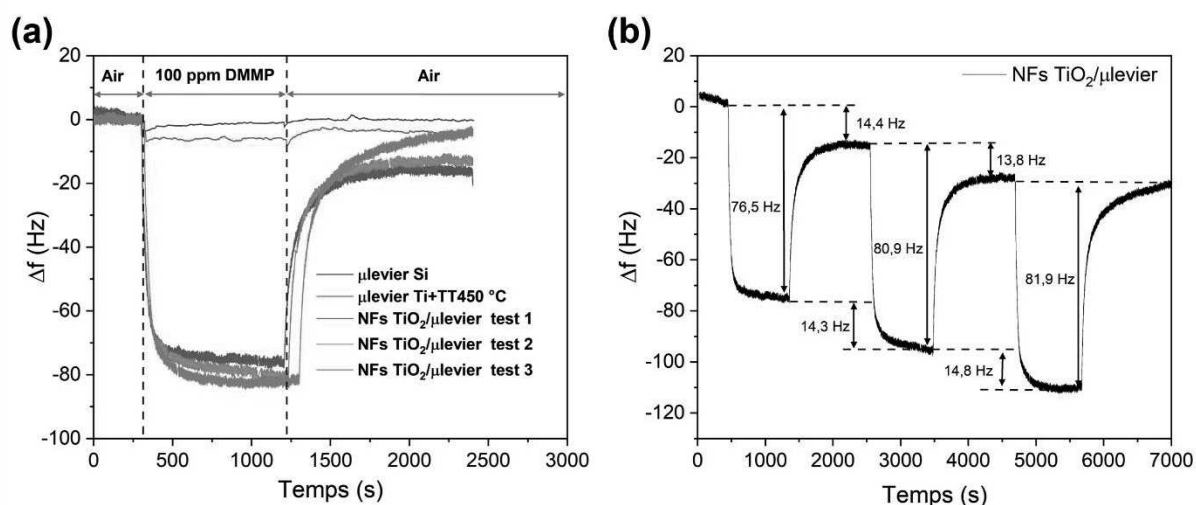 (a)
20
0
-20
-40
-60
-80
-100
Δf (Hz)
Air
100 ppm DMMP
Air
μlevier Si
μlevier Ti+TT450 °C
NFs TiO₂/μlevier test 1
NFs TiO₂/μlevier test 2
NFs TiO₂/μlevier test 3
0 500 1000 1500 2000 2500 3000
Temps (s)
(b)
20
0
-20
-40
-60
-80
-100
-120
Δf (Hz)
NFs TiO₂/μlevier
14,4 Hz
13,8 Hz
76,5 Hz
80,9 Hz
81,9 Hz
14,3 Hz
14,8 Hz
0 1000 2000 3000 4000 5000 6000 7000
Temps (s)